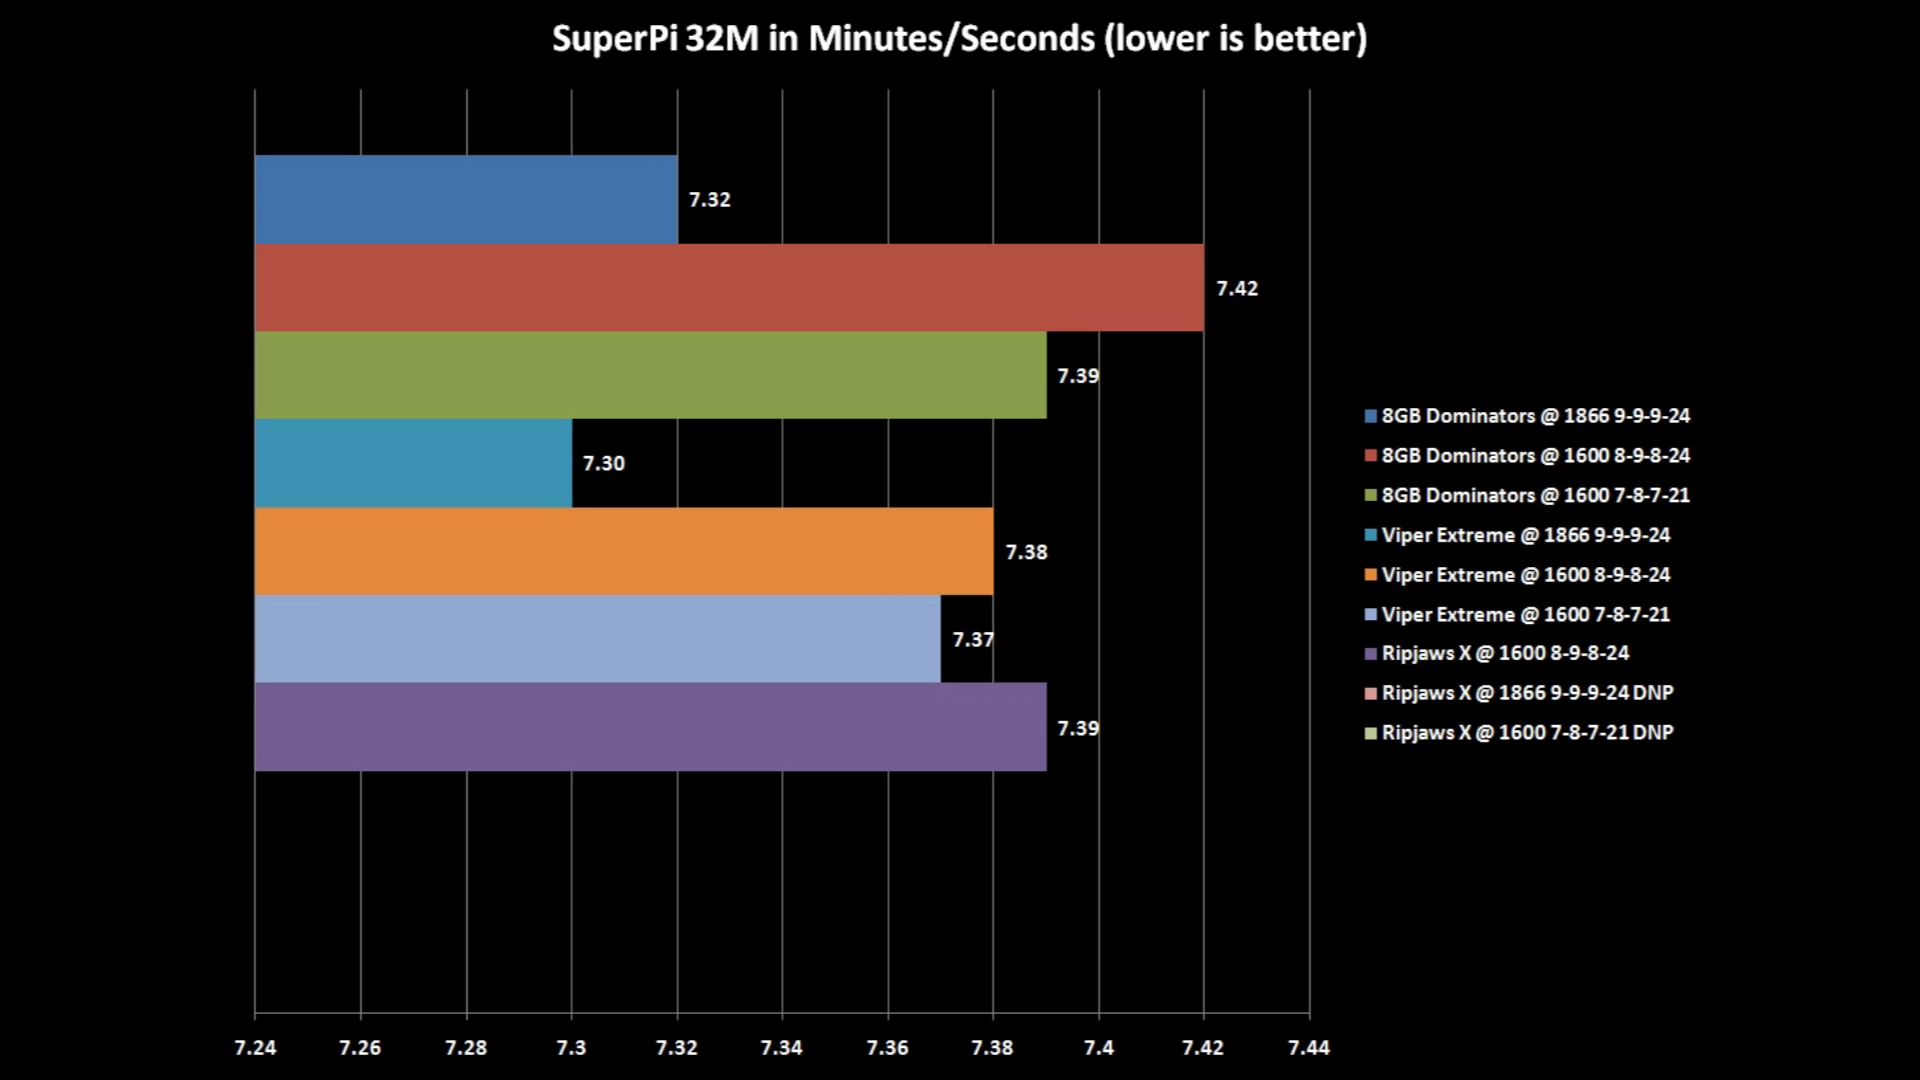 SuperPi 32M in Minutes/Seconds (lower is better)
7.32
7.42
7.39
7.30
7.38
7.37
7.39
8GB Dominators @ 1866 9-9-9-24
8GB Dominators @ 1600 8-9-8-24
8GB Dominators @ 1600 7-8-7-21
Viper Extreme @ 1866 9-9-9-24
Viper Extreme @ 1600 8-9-8-24
Viper Extreme @ 1600 7-8-7-21
Ripjaws X @ 1600 8-9-8-24
Ripjaws X @ 1866 9-9-9-24 DNP
Ripjaws X @ 1600 7-8-7-21 DNP
7.24 7.26 7.28 7.3 7.32 7.34 7.36 7.38 7.4 7.42 7.44